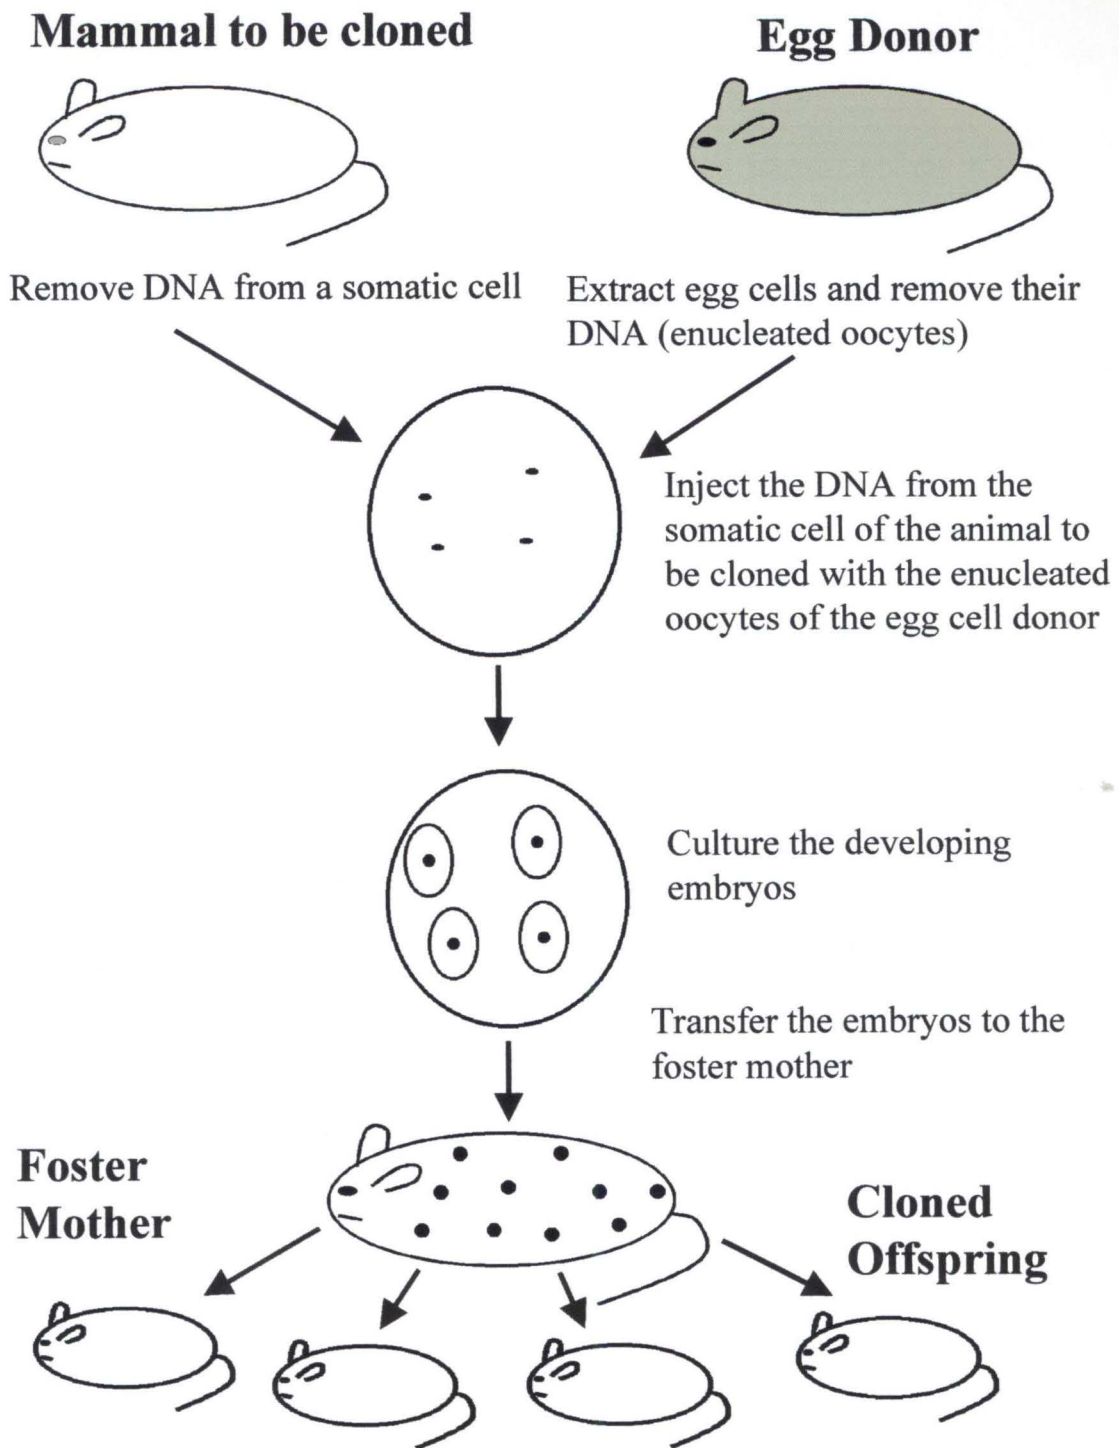 Mammal to be cloned
Egg Donor
Remove DNA from a somatic cell
Extract egg cells and remove their
DNA (enucleated oocytes)
Inject the DNA from the
somatic cell of the animal to
be cloned with the enucleated
oocytes of the egg cell donor
Culture the developing
embryos
Transfer the embryos to the
foster mother
Foster
Mother
Cloned
Offspring